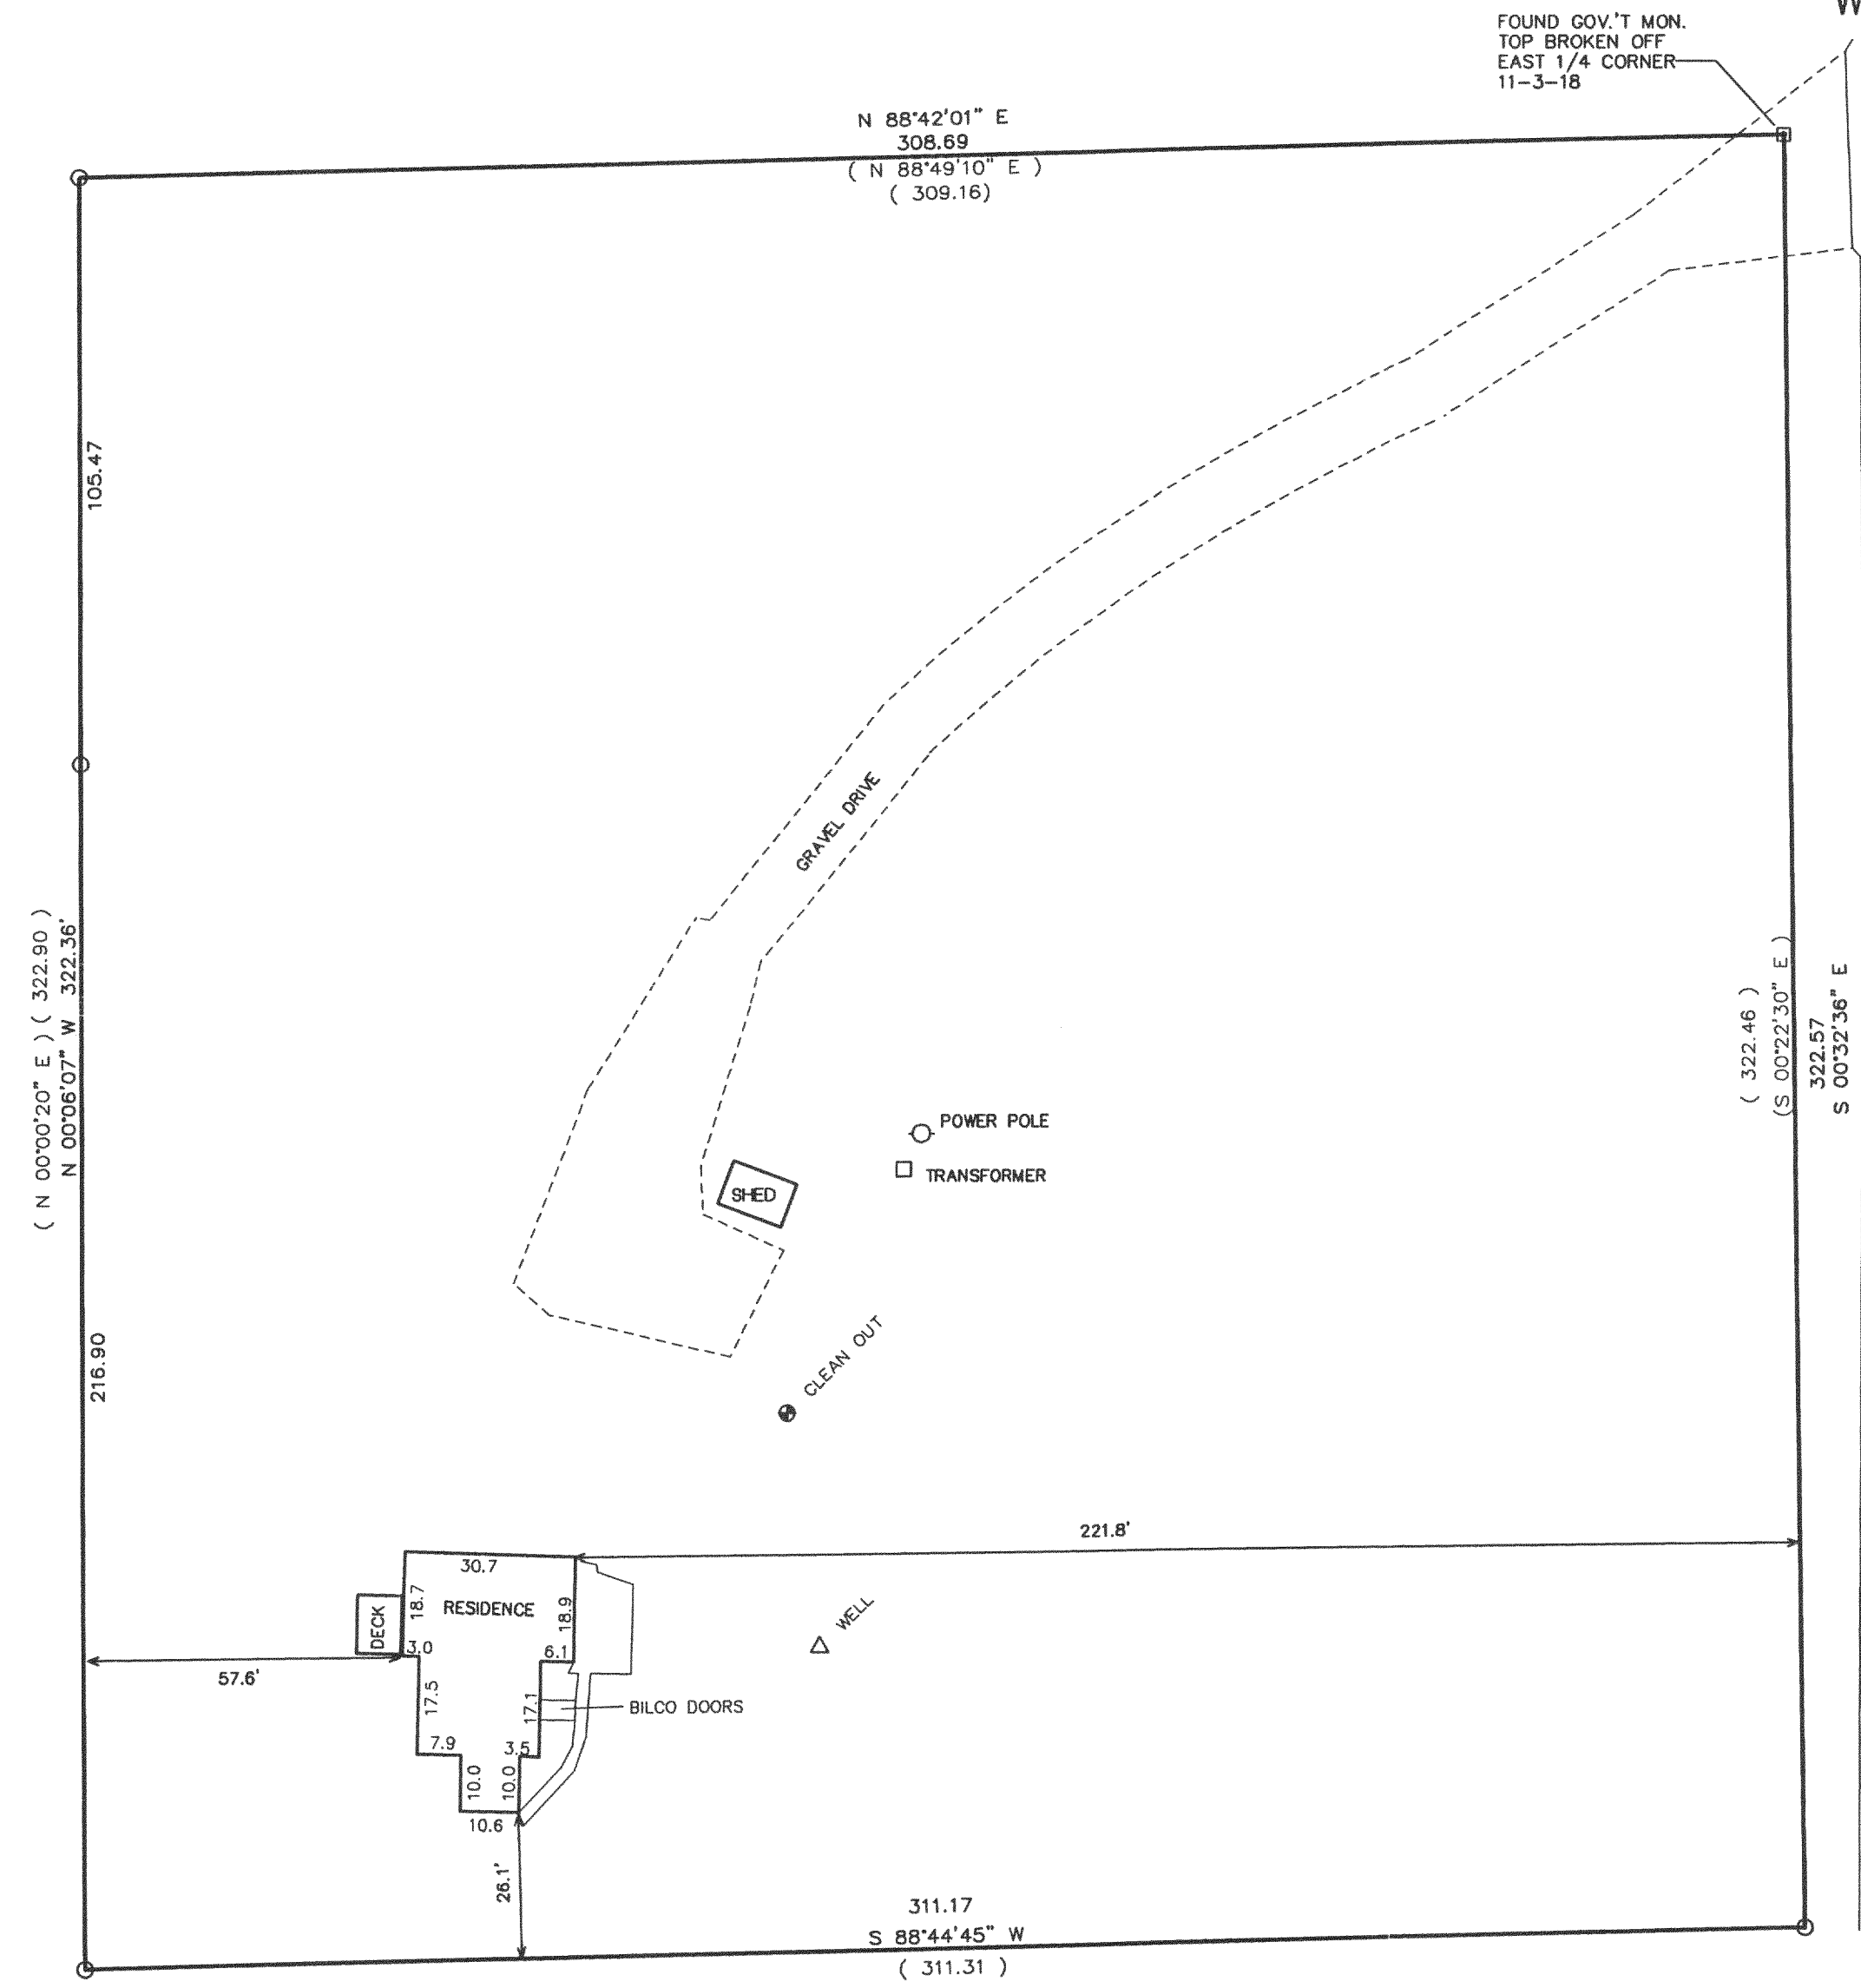 W
FOUND GOV.'T MON.
TOP BROKEN OFF
EAST 1/4 CORNER
11-3-18
N 88°42'01" E
308.69
( N 88°49'10" E )
( 309.16)
105.47
GRAVEL DRIVE
( N 00°00'20" E ) ( 322.90 )
N 00°06'07" W 322.36'
( 322.46 )
(S 00°22'30" E )
322.57
S 00°32'36" E
POWER POLE
TRANSFORMER
SHED
CLEAN OUT
216.90
221.8'
30.7
18.7
RESIDENCE
18.9
DECK
WELL
3.0
6.1
57.6'
17.5
17.1
BILCO DOORS
7.9
3.5
10.0
10.0
10.6
26.1'
311.17
S 88°44'45" W
( 311.31 )